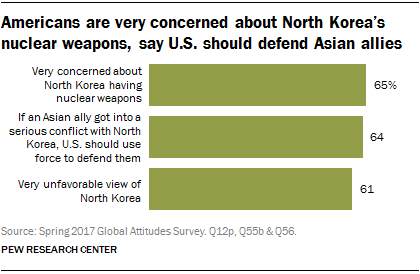 Americans are very concerned about North Korea's
nuclear weapons, say U.S. should defend Asian allies
Very concerned about
North Korea having
nuclear weapons
65%
If an Asian ally got into a
serious conflict with North
Korea, U.S. should use
force to defend them
64
Very unfavorable view of
North Korea
61
Source: Spring 2017 Global Attitudes Survey. Q12p, Q55b & Q56.
PEW RESEARCH CENTER